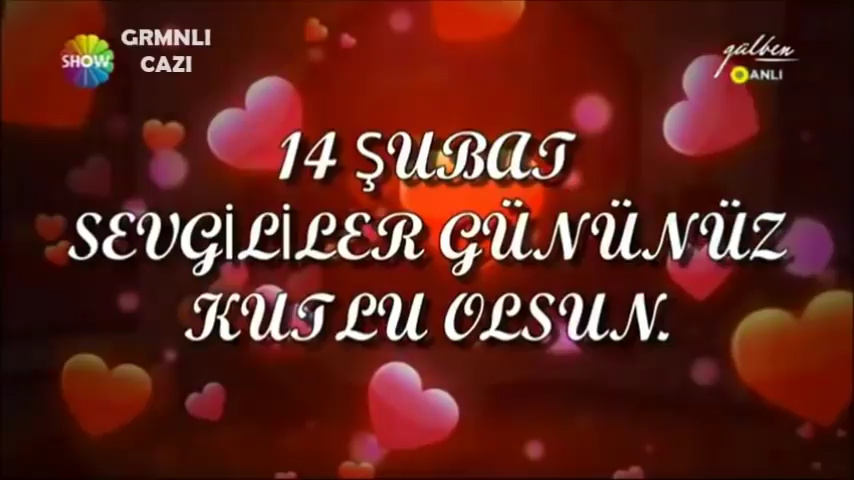 SHOW
GRMNLI
CAZI
gülben
CANLI
14 ŞUBAT
SEVGİLİLER GÜNÜNÜZ
KUTLU OLSUN.